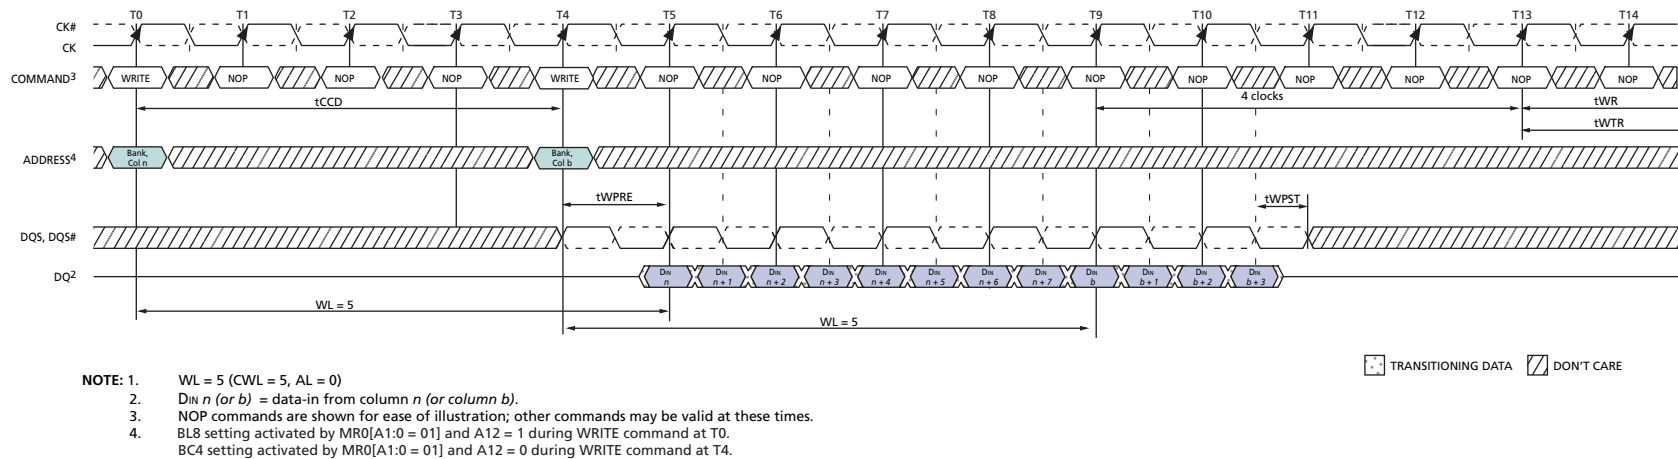 T0 T1 T2 T3 T4 T5 T6 T7 T8 T9 T10 T11 T12 T13 T14
CK#
CK
COMMAND3 WRITE NOP NOP NOP WRITE NOP NOP NOP NOP NOP NOP NOP NOP NOP NOP
tCCD 4 clocks tWR
tWTR
ADDRESS4 Bank, Col n Bank, Col b
tWPRE tWPST
DQS, DQS#
DQ2 DIN n DIN n + 1 DIN n + 2 DIN n + 3 DIN n + 4 DIN n + 5 DIN n + 6 DIN n + 7 DIN b DIN b + 1 DIN b + 2 DIN b + 3
WL = 5
WL = 5
TRANSITIONING DATA DON'T CARE
NOTE: 1. WL = 5 (CWL = 5, AL = 0)
2. DIN n (or b) = data-in from column n (or column b).
3. NOP commands are shown for ease of illustration; other commands may be valid at these times.
4. BL8 setting activated by MR0[A1:0 = 01] and A12 = 1 during WRITE command at T0.
BC4 setting activated by MR0[A1:0 = 01] and A12 = 0 during WRITE command at T4.